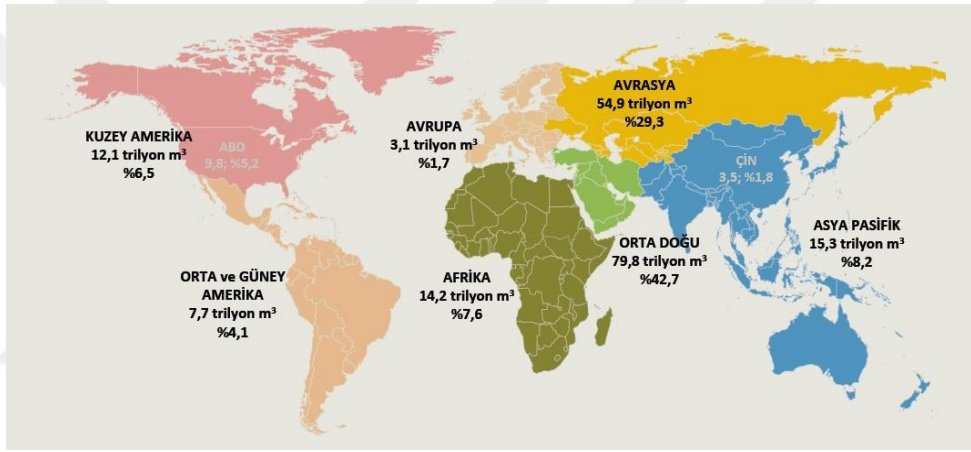 KUZEY AMERİKA
12,1 trilyon m³
%6,5
ABD
9,8; %5,2
ORTA ve GÜNEY
AMERİKA
7,7 trilyon m³
%4,1
AVRUPA
3,1 trilyon m³
%1,7
AVRASYA
54,9 trilyon m³
%29,3
AFRİKA
14,2 trilyon m³
%7,6
ORTA DOĞU
79,8 trilyon m³
%42,7
ÇİN
3,5; %1,8
ASYA PASİFİK
15,3 trilyon m³
%8,2